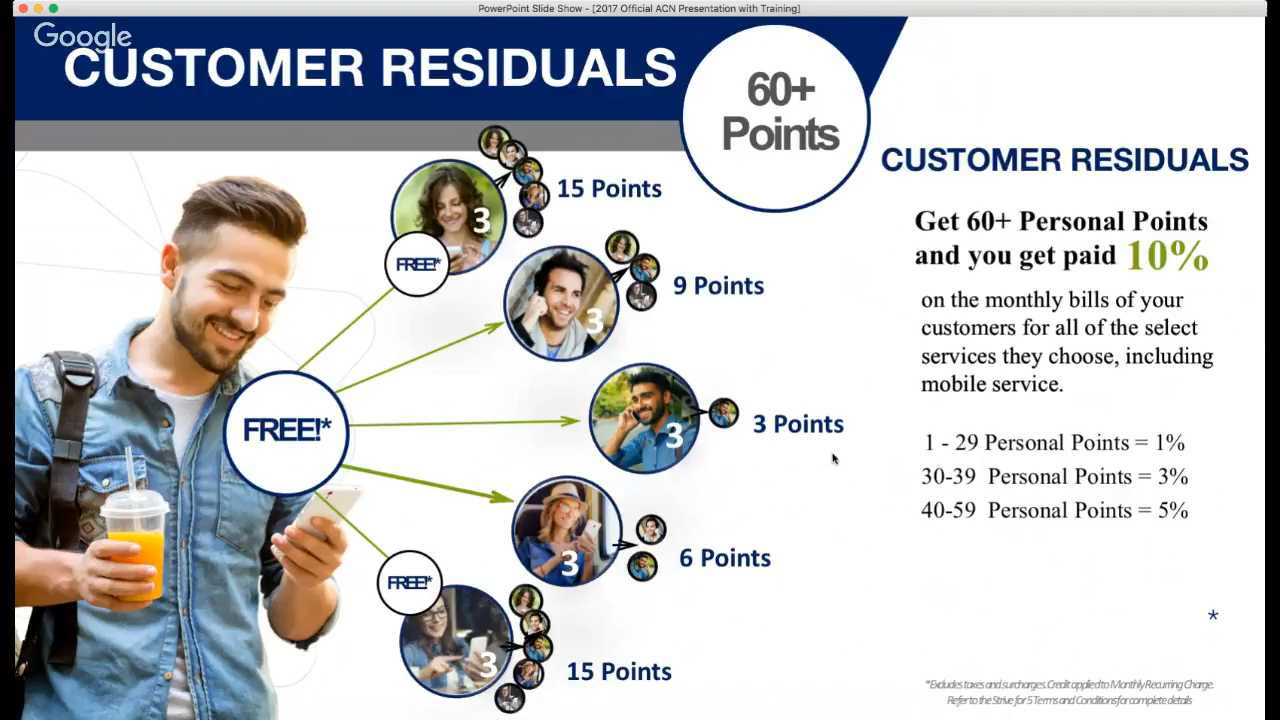 PowerPoint Slide Show - [2017 Official ACN Presentation with Training]
Google
CUSTOMER RESIDUALS
60+
Points
CUSTOMER RESIDUALS
Get 60+ Personal Points
and you get paid 10%
on the monthly bills of your
customers for all of the select
services they choose, including
mobile service.
1 - 29 Personal Points = 1%
30-39 Personal Points = 3%
40-59 Personal Points = 5%
3
15 Points
FREE!*
3
9 Points
3
3 Points
FREE!*
3
6 Points
FREE!*
3
15 Points
*
*Excludes taxes and surcharges. Credit applied to Monthly Recurring Charge.
Refer to the Strive for 5 Terms and Conditions for complete details